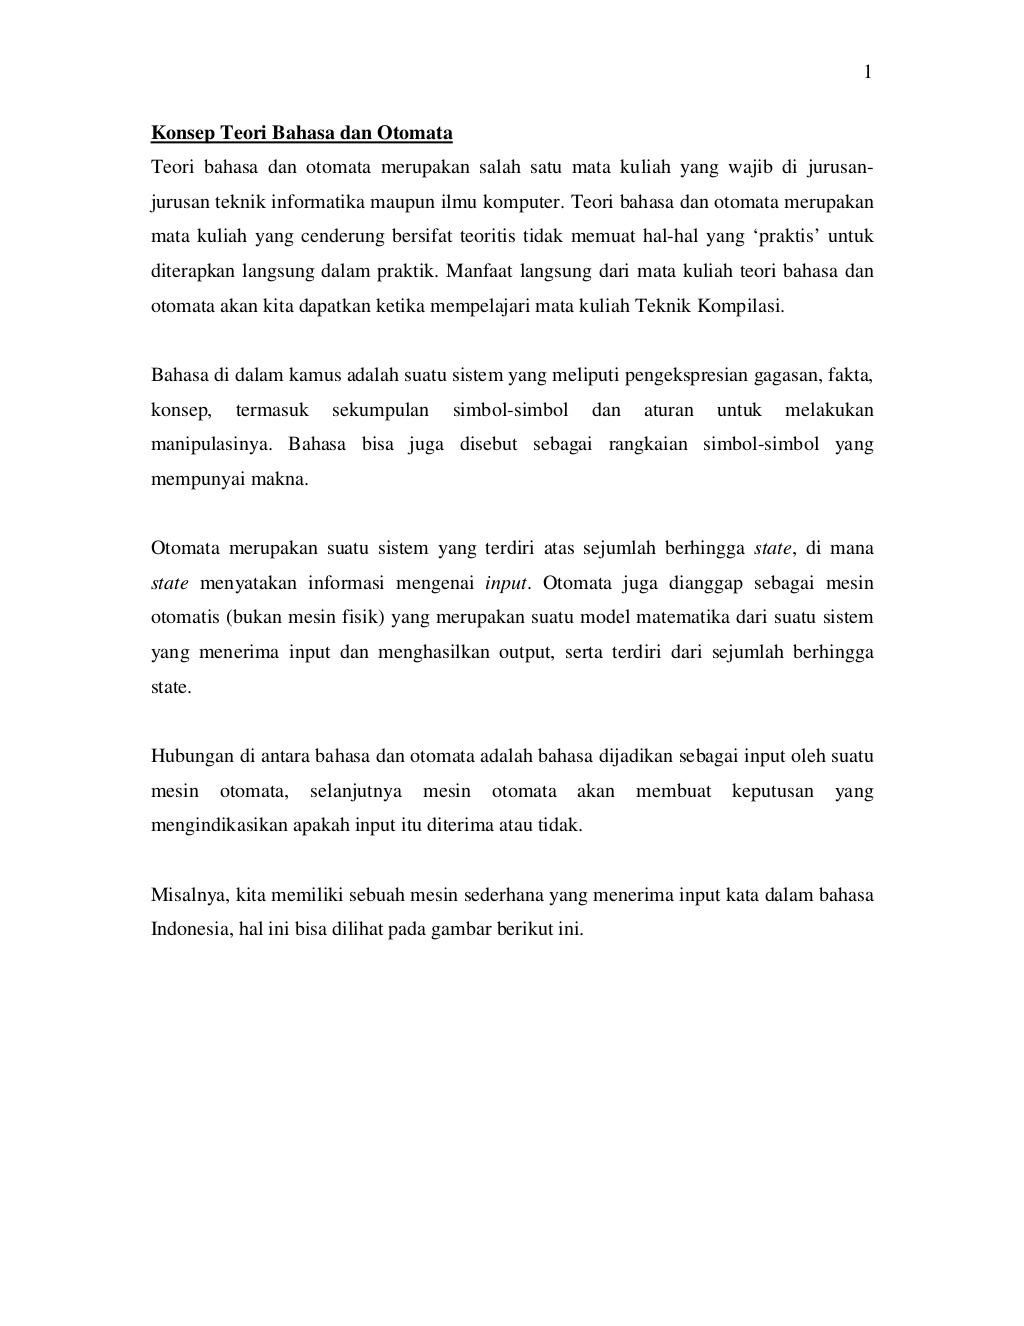 1
Konsep Teori Bahasa dan Otomata
Teori bahasa dan otomata merupakan salah satu mata kuliah yang wajib di jurusan-
jurusan teknik informatika maupun ilmu komputer. Teori bahasa dan otomata merupakan
mata kuliah yang cenderung bersifat teoritis tidak memuat hal-hal yang ‘praktis’ untuk
diterapkan langsung dalam praktik. Manfaat langsung dari mata kuliah teori bahasa dan
otomata akan kita dapatkan ketika mempelajari mata kuliah Teknik Kompilasi.
Bahasa di dalam kamus adalah suatu sistem yang meliputi pengekspresian gagasan, fakta,
konsep, termasuk sekumpulan simbol-simbol dan aturan untuk melakukan
manipulasinya. Bahasa bisa juga disebut sebagai rangkaian simbol-simbol yang
mempunyai makna.
Otomata merupakan suatu sistem yang terdiri atas sejumlah berhingga state, di mana
state menyatakan informasi mengenai input. Otomata juga dianggap sebagai mesin
otomatis (bukan mesin fisik) yang merupakan suatu model matematika dari suatu sistem
yang menerima input dan menghasilkan output, serta terdiri dari sejumlah berhingga
state.
Hubungan di antara bahasa dan otomata adalah bahasa dijadikan sebagai input oleh suatu
mesin otomata, selanjutnya mesin otomata akan membuat keputusan yang
mengindikasikan apakah input itu diterima atau tidak.
Misalnya, kita memiliki sebuah mesin sederhana yang menerima input kata dalam bahasa
Indonesia, hal ini bisa dilihat pada gambar berikut ini.